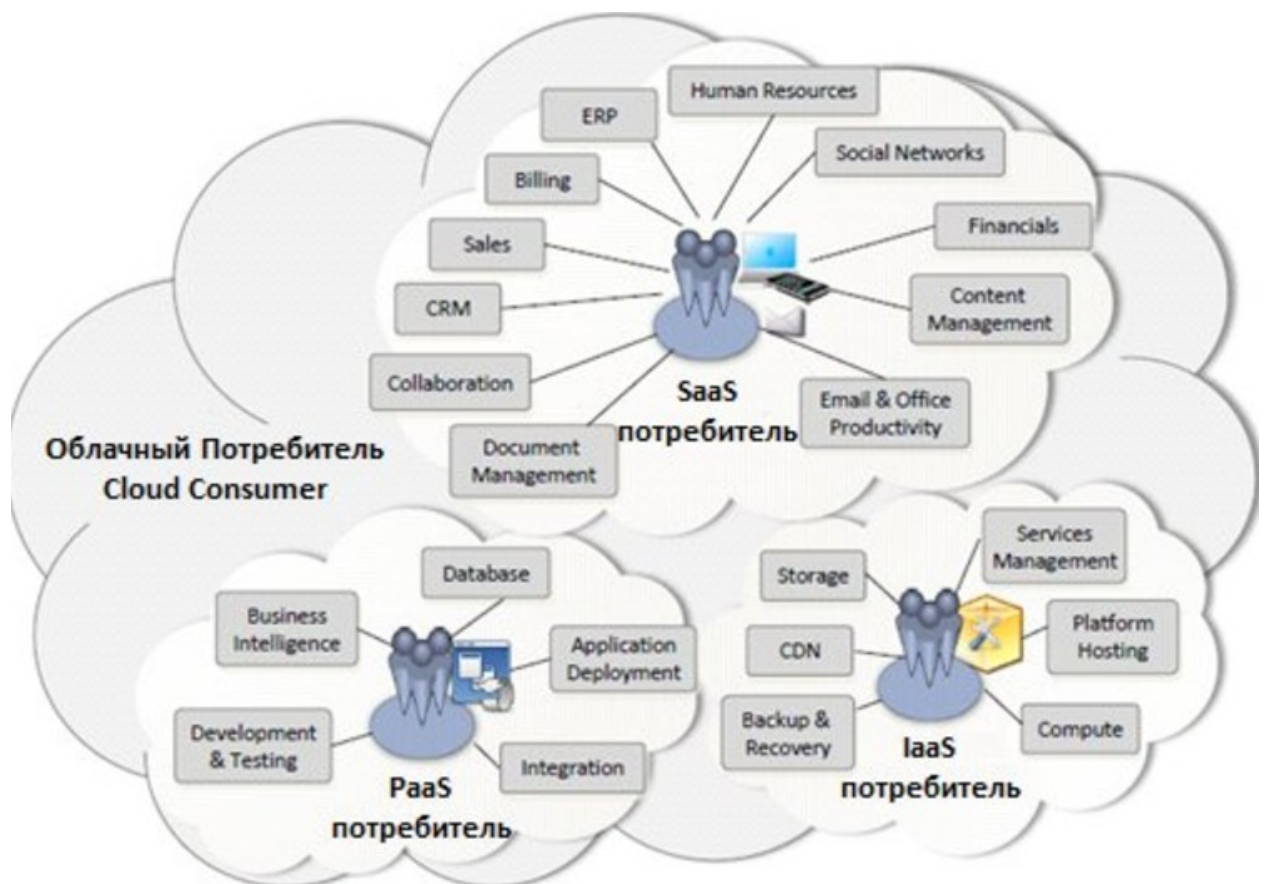 Human Resources
ERP
Social Networks
Billing
Financials
Sales
Content
Management
CRM
Collaboration
Email & Office
Productivity
SaaS
потребитель
Document
Management
Облачный Потребитель
Cloud Consumer
Database
Business
Intelligence
Application
Deployment
Development
& Testing
Integration
PaaS
потребитель
Services
Management
Storage
Platform
Hosting
CDN
Backup &
Recovery
Compute
IaaS
потребитель